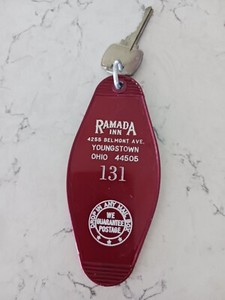 RAMADA
INN
4255 BELMONT AVE.
YOUNGSTOWN
OHIO 44505
131
DROP IN ANY MAIL BOX
WE
GUARANTEE
POSTAGE